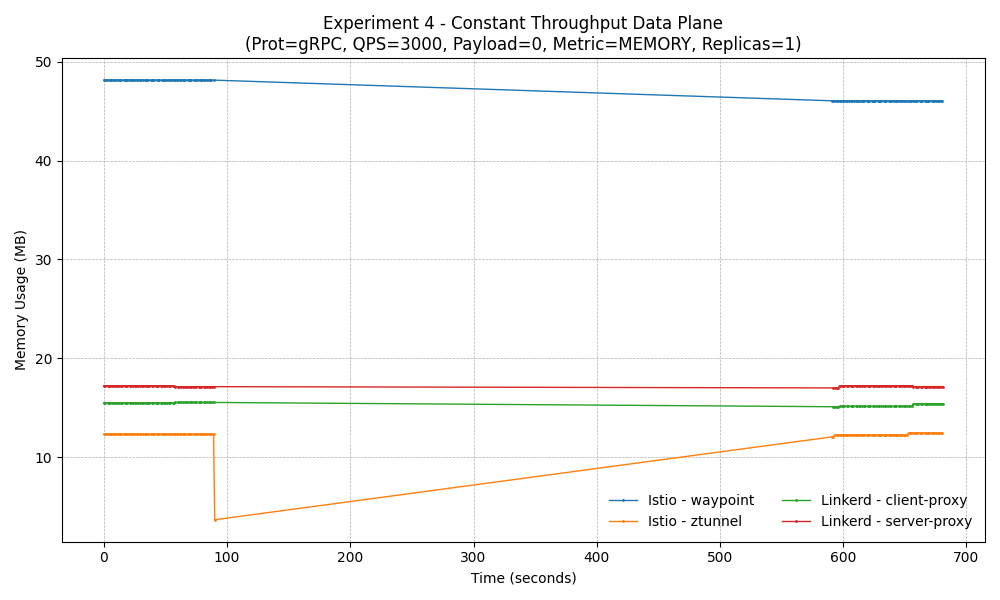 Experiment 4 - Constant Throughput Data Plane
(Prot=gRPC, QPS=3000, Payload=0, Metric=MEMORY, Replicas=1)
Memory Usage (MB)
50
40
30
20
10
Istio - waypoint
Istio - ztunnel
Linkerd - client-proxy
Linkerd - server-proxy
0 100 200 300 400 500 600 700
Time (seconds)